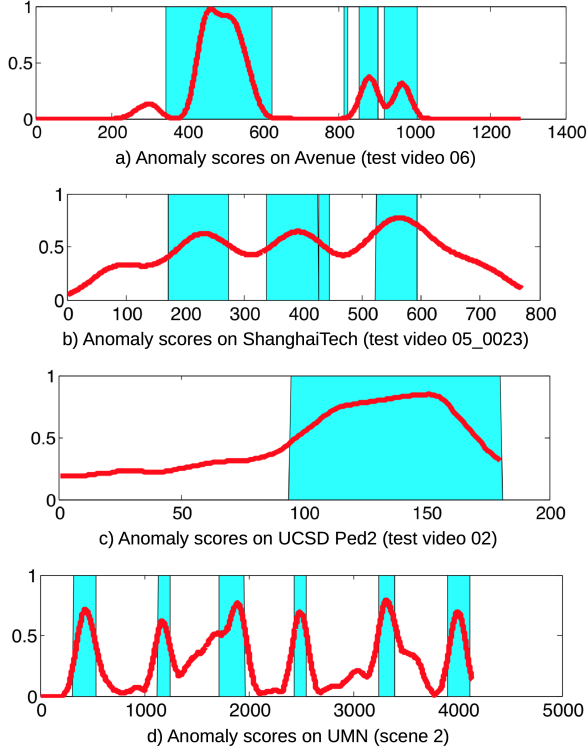 1
0.5
0
0 200 400 600 800 1000 1200 1400
a) Anomaly scores on Avenue (test video 06)
1
0.5
0
0 100 200 300 400 500 600 700 800
b) Anomaly scores on ShanghaiTech (test video 05_0023)
1
0.5
0
0 50 100 150 200
c) Anomaly scores on UCSD Ped2 (test video 02)
1
0.5
0
0 1000 2000 3000 4000 5000
d) Anomaly scores on UMN (scene 2)